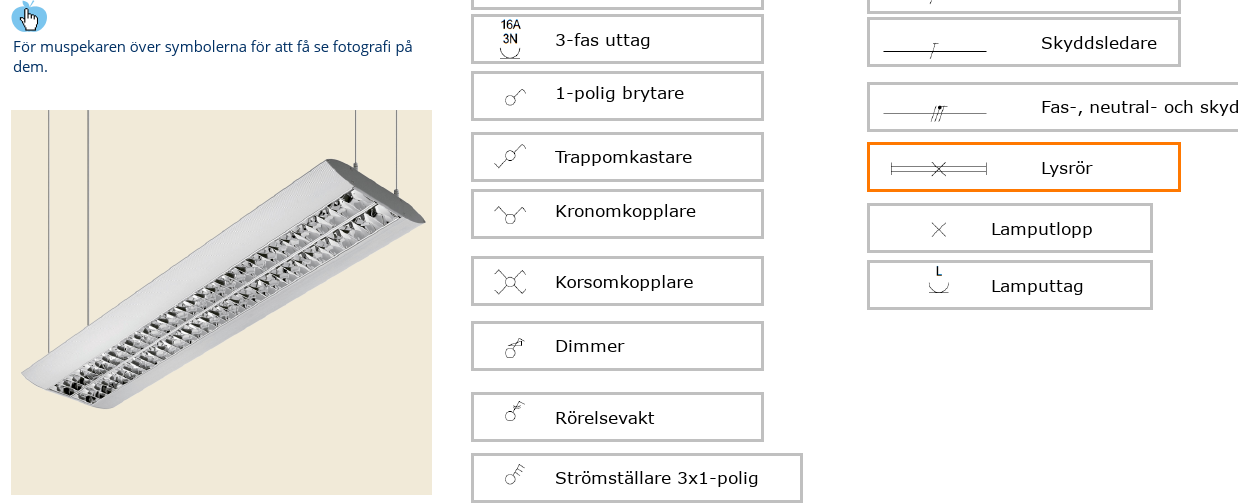 För muspekaren över symbolerna för att få se fotografi på
dem.
16A
3N
3-fas uttag
1-polig brytare
Trappomkastare
Kronomkopplare
Korsomkopplare
Dimmer
Rörelsevakt
Strömställare 3x1-polig
Skyddsledare
Fas-, neutral- och skyd
Lysrör
Lamputlopp
L
Lamputtag